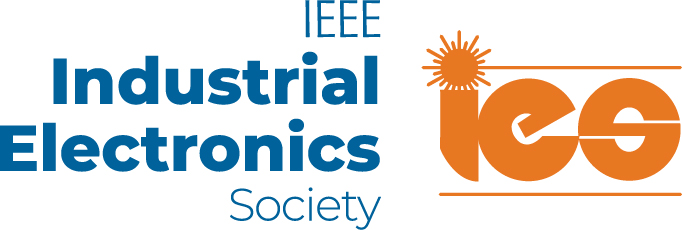 IEEE
Industrial
Electronics
Society
ies